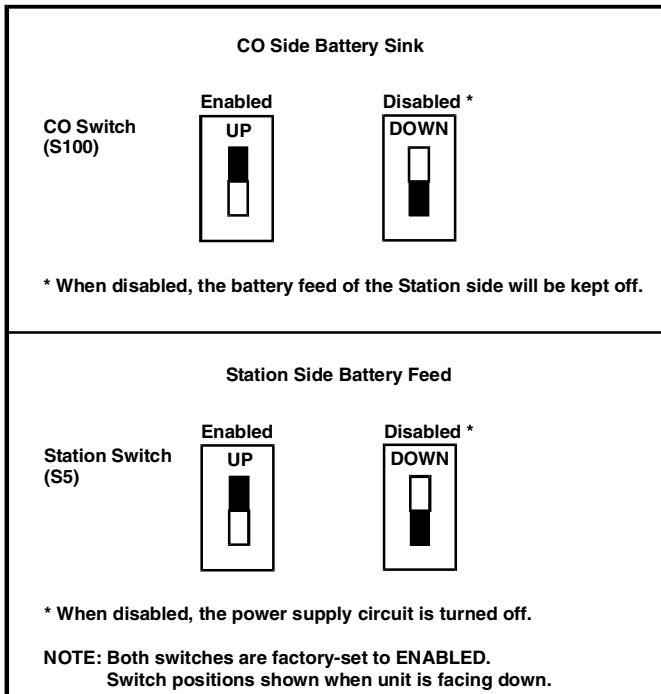 CO Side Battery Sink
Enabled Disabled *
CO Switch
(S100)
UP DOWN
* When disabled, the battery feed of the Station side will be kept off.
Station Side Battery Feed
Enabled Disabled *
Station Switch
(S5)
UP DOWN
* When disabled, the power supply circuit is turned off.
NOTE: Both switches are factory-set to ENABLED.
Switch positions shown when unit is facing down.